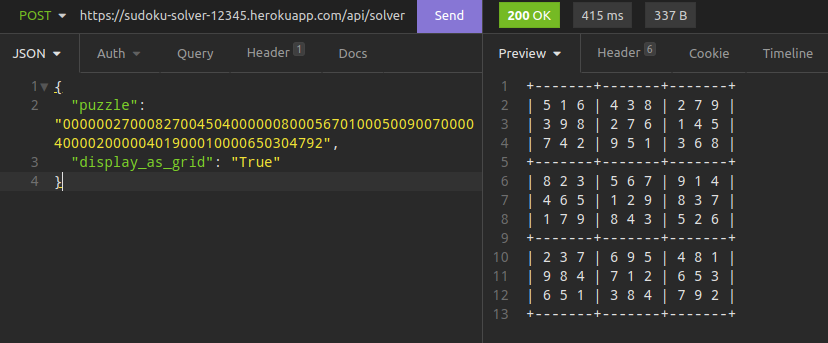 POST https://sudoku-solver-12345.herokuapp.com/api/solver Send 200 OK 415 ms 337 B
JSON Auth Query Header 1 Docs
1 {
2 "puzzle":
"0000002700082700450400000080005670100050090070000
40000200000401900010000650304792",
3 "display_as_grid": "True"
4 }
Preview Header 6 Cookie Timeline
1 +-------+-------+-------+
2 | 5 1 6 | 4 3 8 | 2 7 9 |
3 | 3 9 8 | 2 7 6 | 1 4 5 |
4 | 7 4 2 | 9 5 1 | 3 6 8 |
5 +-------+-------+-------+
6 | 8 2 3 | 5 6 7 | 9 1 4 |
7 | 4 6 5 | 1 2 9 | 8 3 7 |
8 | 1 7 9 | 8 4 3 | 5 2 6 |
9 +-------+-------+-------+
10 | 2 3 7 | 6 9 5 | 4 8 1 |
11 | 9 8 4 | 7 1 2 | 6 5 3 |
12 | 6 5 1 | 3 8 4 | 7 9 2 |
13 +-------+-------+-------+